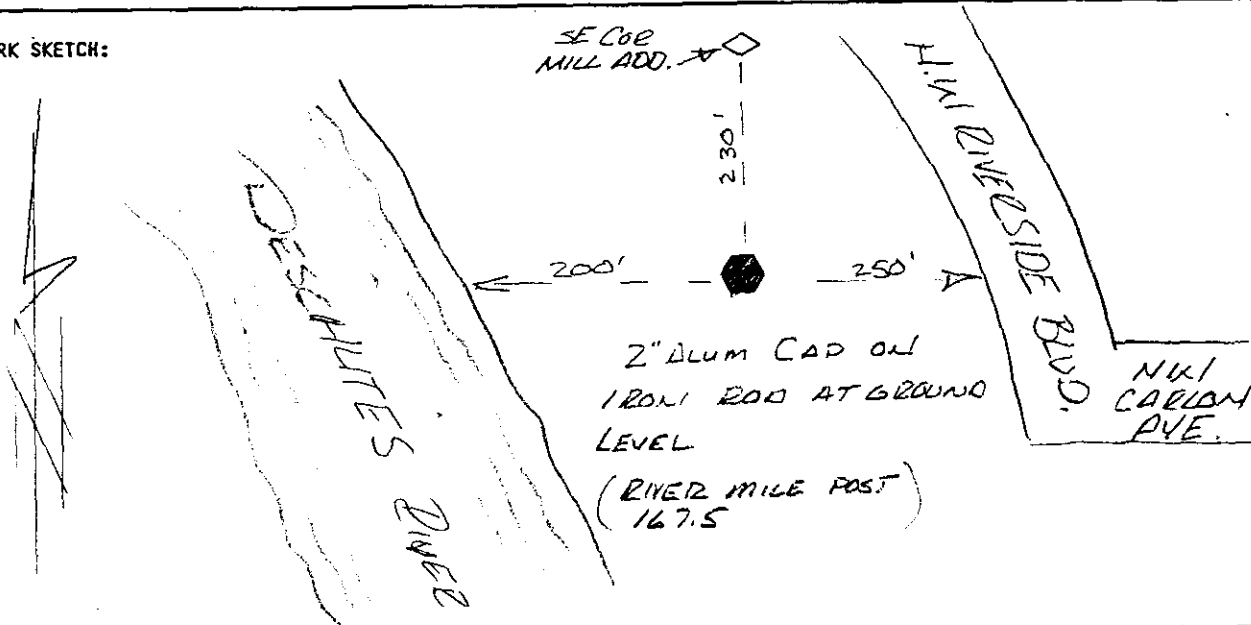 RK SKETCH:
SE COR
MILL ADD.
230'
200'
250'
N.W. RIVERSIDE BLVD.
DESCHUTES RIVER
2" ALUM CAP ON
IRON ROD AT GROUND
LEVEL
(RIVER MILE POST
167.5)
NW
CARLON
AVE.
N